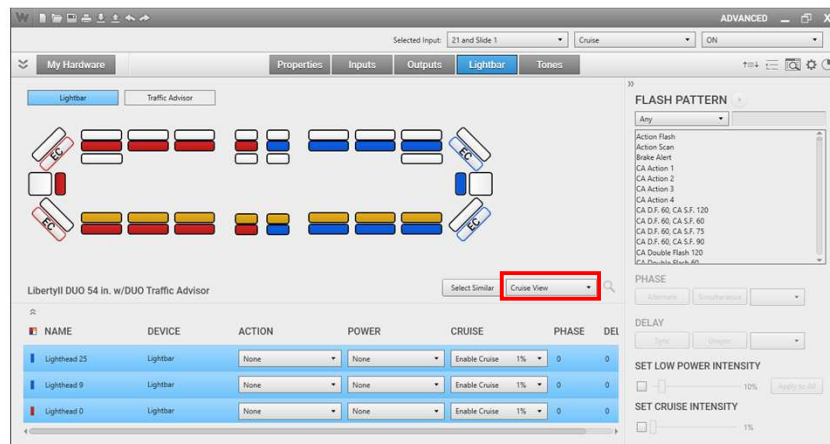 W
ADVANCED
Selected Input: 21 and Slide 1 Cruise ON
My Hardware Properties Inputs Outputs Lightbar Tones
Lightbar Traffic Advisor
EC EC
EC EC
LibertyII DUO 54 in. w/DUO Traffic Advisor
Select Similar Cruise View
NAME DEVICE ACTION POWER CRUISE PHASE DEL
Lighthead 25 Lightbar None None Enable Cruise 1% 0 0
Lighthead 9 Lightbar None None Enable Cruise 1% 0 0
Lighthead 0 Lightbar None None Enable Cruise 1% 0 0
FLASH PATTERN
Any
Action Flash
Action Scan
Brake Alert
CA Action 1
CA Action 2
CA Action 3
CA Action 4
CA D.F. 60, CA S.F. 120
CA D.F. 60, CA S.F. 60
CA D.F. 60, CA S.F. 75
CA D.F. 60, CA S.F. 90
CA Double Flash 120
CA Double Flash 60
PHASE
Alternate Simultaneous
DELAY
Sync Unsync
SET LOW POWER INTENSITY
10% Apply to All
SET CRUISE INTENSITY
1%